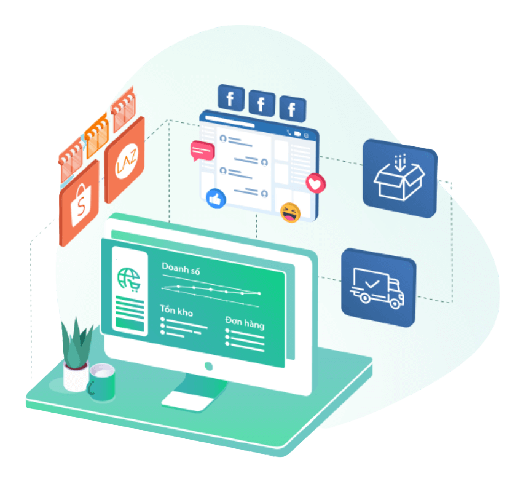 f f f
LAZ
S
Doanh số
Tồn kho
Đơn hàng